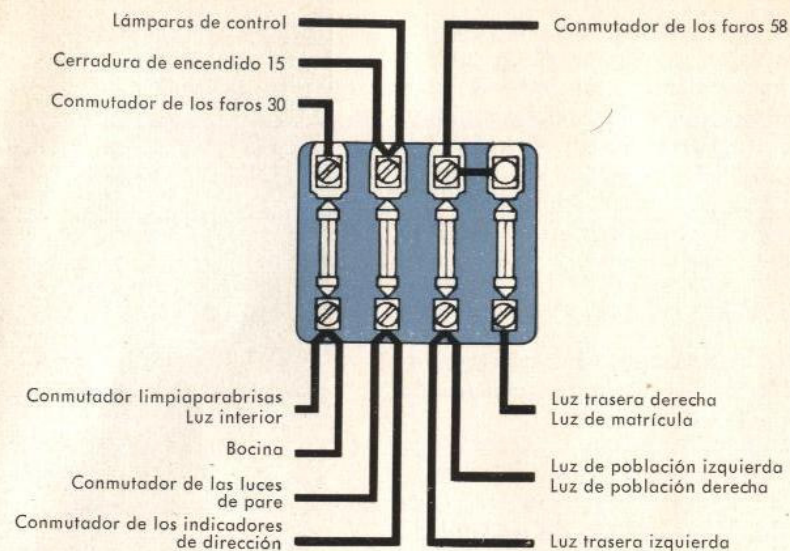 Lámparas de control
Conmutador de los faros 58
Cerradura de encendido 15
Conmutador de los faros 30
Conmutador limpiaparabrisas
Luz interior
Bocina
Conmutador de las luces
de pare
Conmutador de los indicadores
de dirección
Luz trasera derecha
Luz de matrícula
Luz de población izquierda
Luz de población derecha
Luz trasera izquierda